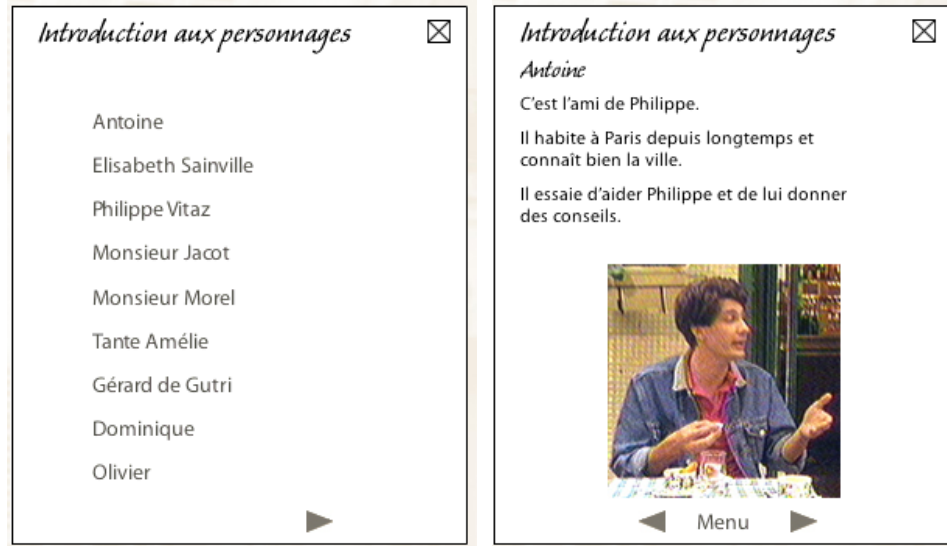 Introduction aux personnages
Antoine
Elisabeth Sainville
Philippe Vitaz
Monsieur Jacot
Monsieur Morel
Tante Amélie
Gérard de Gutri
Dominique
Olivier
Introduction aux personnages
Antoine
C'est l'ami de Philippe.
Il habite à Paris depuis longtemps et
connaît bien la ville.
Il essaie d'aider Philippe et de lui donner
des conseils.
Menu